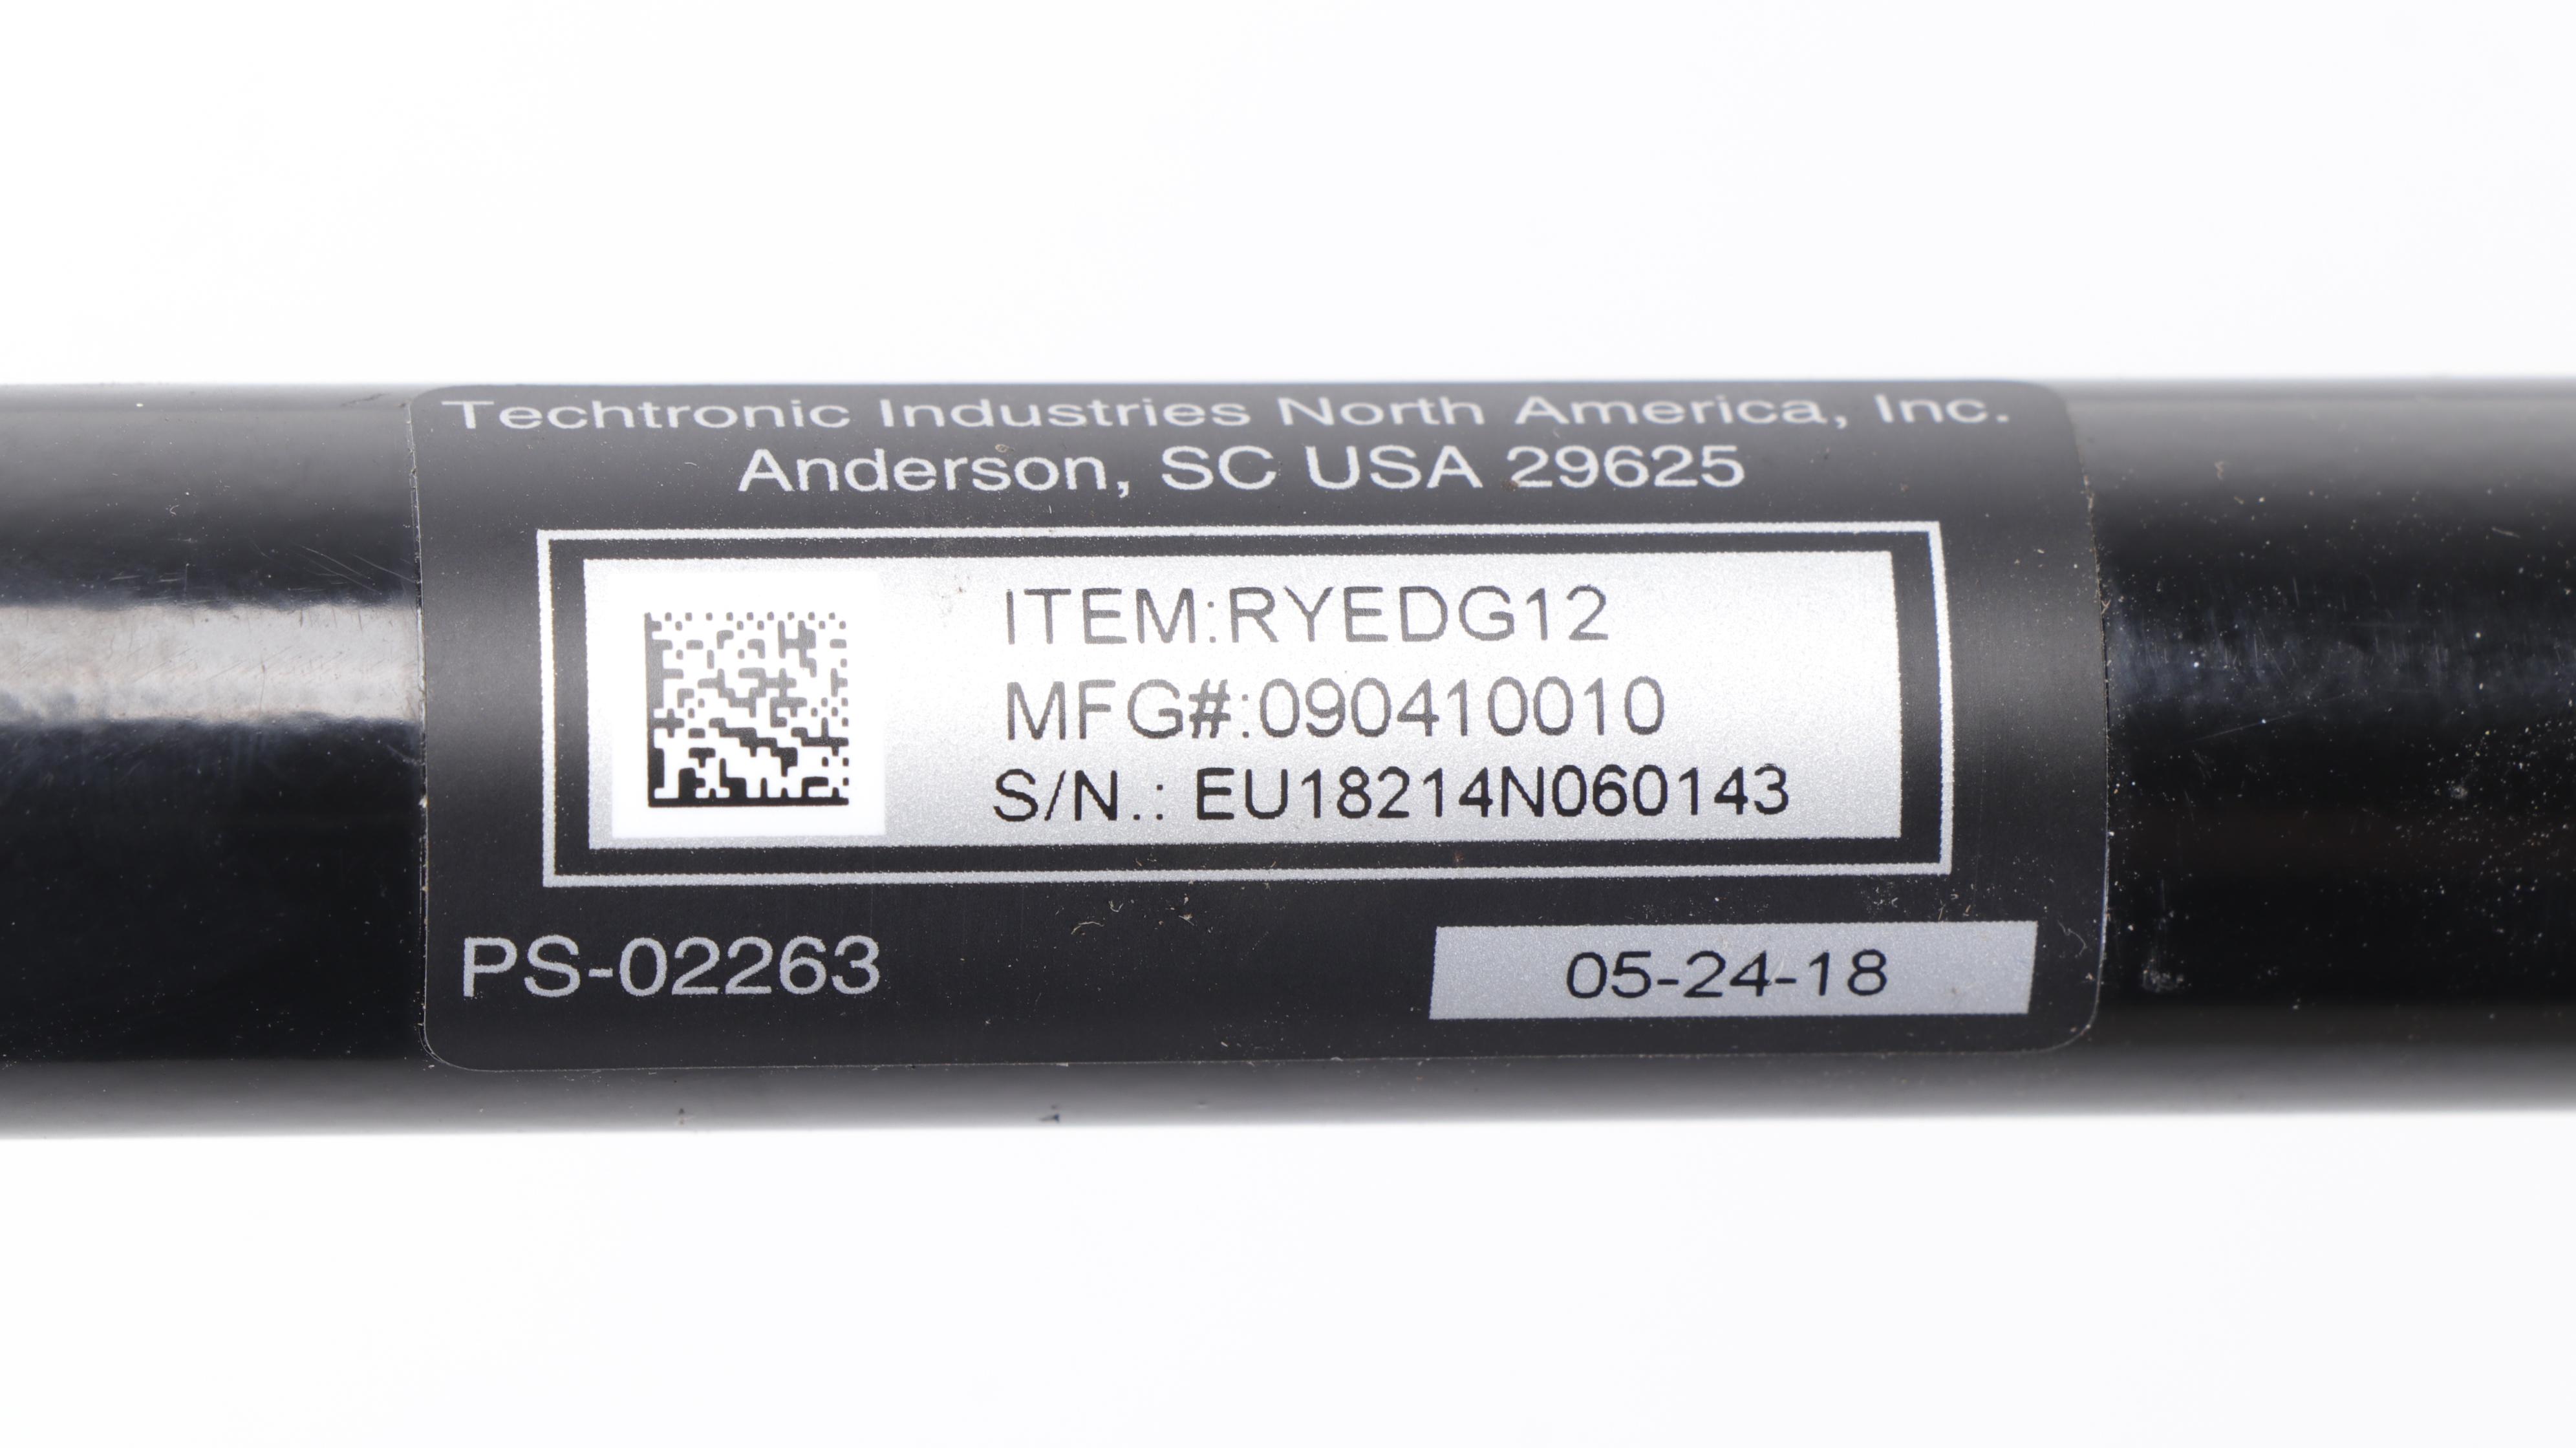 Techtronic Industries North America, Inc.
Anderson, SC USA 29625
ITEM:RYEDG12
MFG#:090410010
S/N.: EU18214N060143
PS-02263
05-24-18